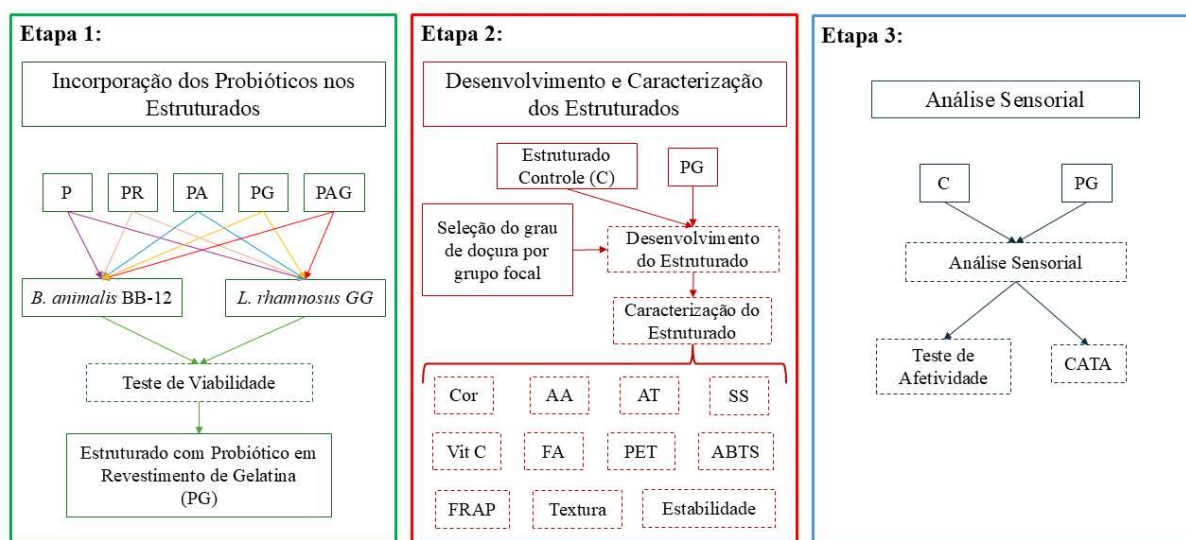 Etapa 1:
Incorporação dos Probióticos nos
Estruturados
P PR PA PG PAG
B. animalis BB-12 L. rhamnosus GG
Teste de Viabilidade
Estruturado com Probiótico em
Revestimento de Gelatina
(PG)
Etapa 2:
Desenvolvimento e Caracterização
dos Estruturados
Estruturado
Controle (C)
PG
Seleção do grau
de doçura por
grupo focal
Desenvolvimento
do Estruturado
Caracterização do
Estruturado
Cor AA AT SS
Vit C FA PET ABTS
FRAP Textura Estabilidade
Etapa 3:
Análise Sensorial
C PG
Análise Sensorial
Teste de
Afetividade
CATA